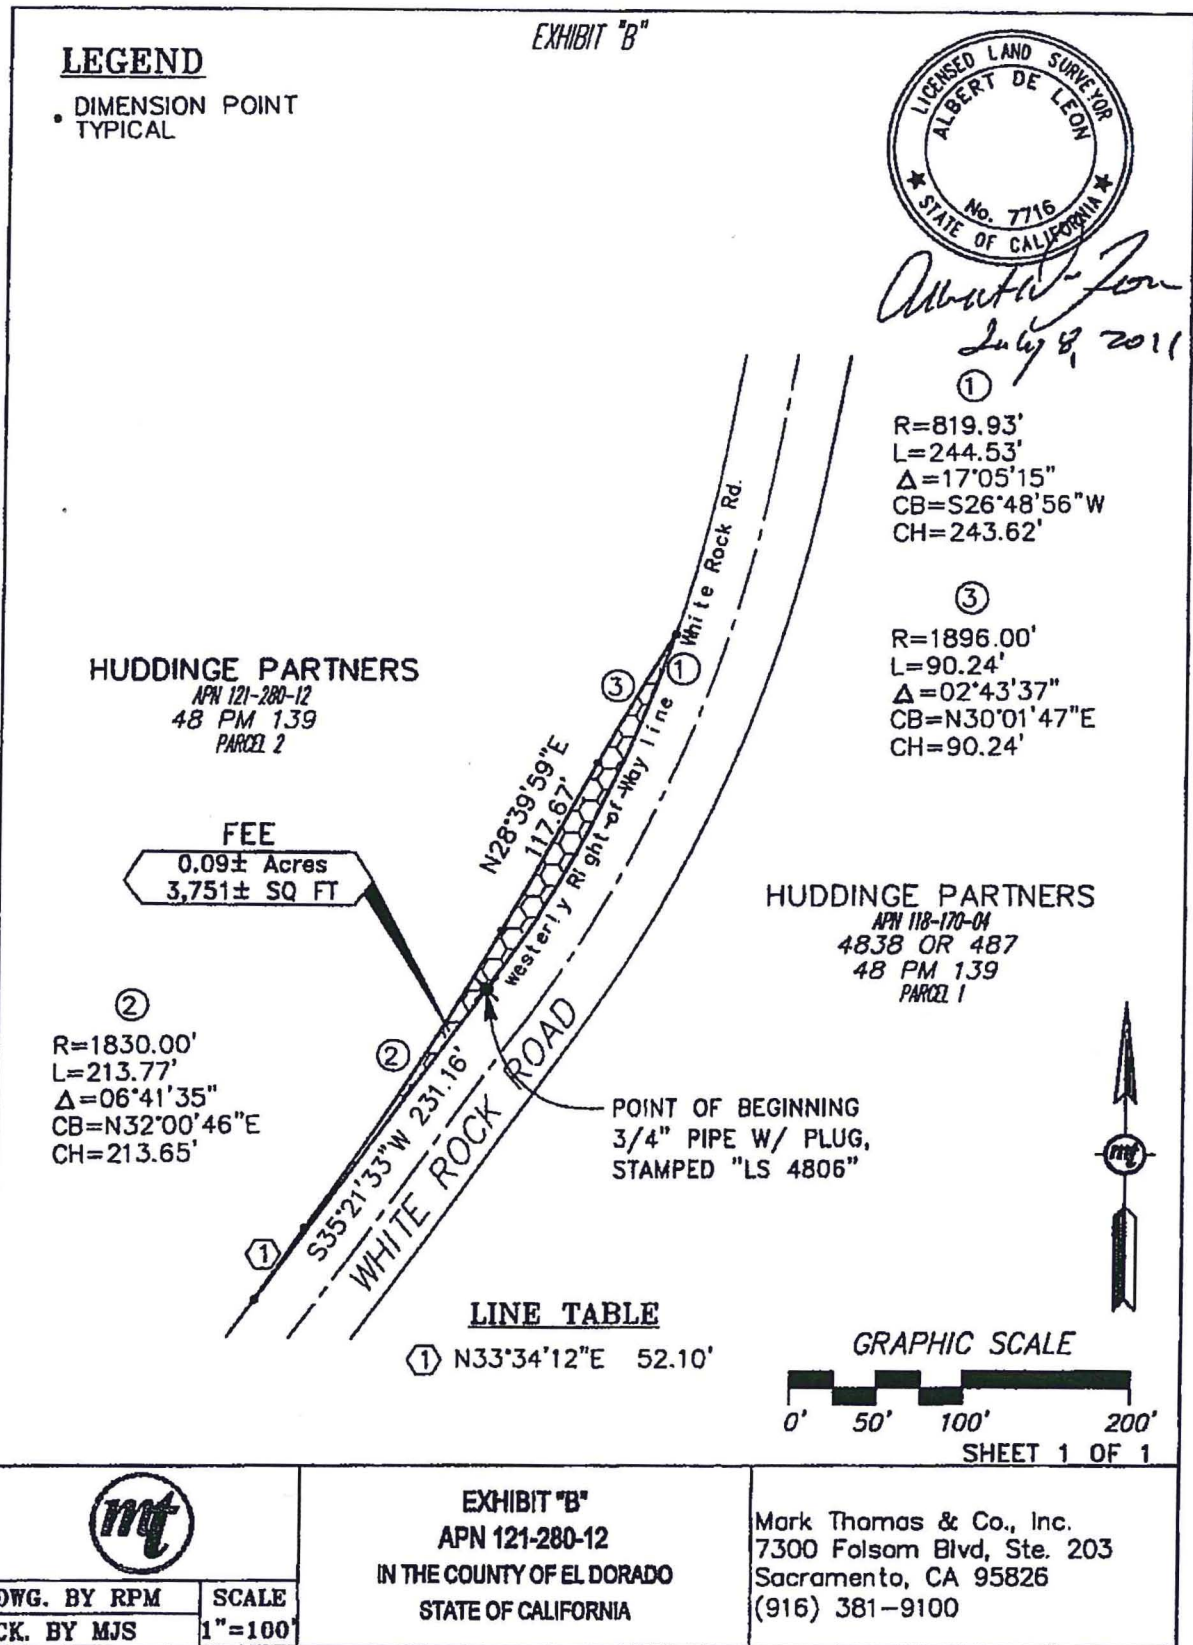 EXHIBIT "B"
LEGEND
• DIMENSION POINT
TYPICAL
LICENSED LAND SURVEYOR
ALBERT DE LEON
No. 7716
STATE OF CALIFORNIA
July 8, 2011
①
R=819.93'
L=244.53'
Δ=17°05'15"
CB=S26°48'56"W
CH=243.62'
③
R=1896.00'
L=90.24'
Δ=02°43'37"
CB=N30°01'47"E
CH=90.24'
White Rock Rd.
①
③
westerly Right-of-Way line
N28°39'59"E
117.67'
HUDDINGE PARTNERS
APN 121-280-12
48 PM 139
PARCEL 2
FEE
0.09± Acres
3,751± SQ FT
HUDDINGE PARTNERS
APN 118-170-04
4838 OR 487
48 PM 139
PARCEL 1
②
R=1830.00'
L=213.77'
Δ=06°41'35"
CB=N32°00'46"E
CH=213.65'
②
S35°21'33"W 231.16'
WHITE ROCK ROAD
POINT OF BEGINNING
3/4" PIPE W/ PLUG,
STAMPED "LS 4806"
mt
1
LINE TABLE
1 N33°34'12"E 52.10'
GRAPHIC SCALE
0' 50' 100' 200'
SHEET 1 OF 1
mt
DWG. BY RPM
CK. BY MJS
SCALE
1"=100'
EXHIBIT "B"
APN 121-280-12
IN THE COUNTY OF EL DORADO
STATE OF CALIFORNIA
Mark Thomas & Co., Inc.
7300 Folsom Blvd, Ste. 203
Sacramento, CA 95826
(916) 381-9100